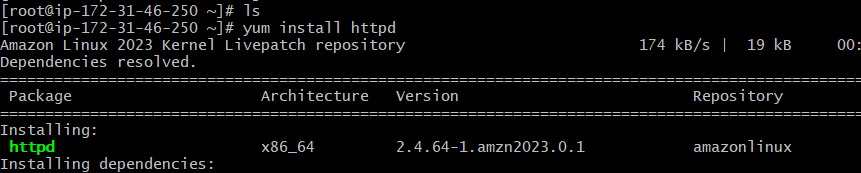 [root@ip-172-31-46-250 ~]# ls
[root@ip-172-31-46-250 ~]# yum install httpd
Amazon Linux 2023 Kernel Livepatch repository                          174 kB/s |  19 kB     00:
Dependencies resolved.
================================================================================================
 Package                     Architecture   Version                          Repository
================================================================================================
Installing:
 httpd                       x86_64         2.4.64-1.amzn2023.0.1            amazonlinux
Installing dependencies: